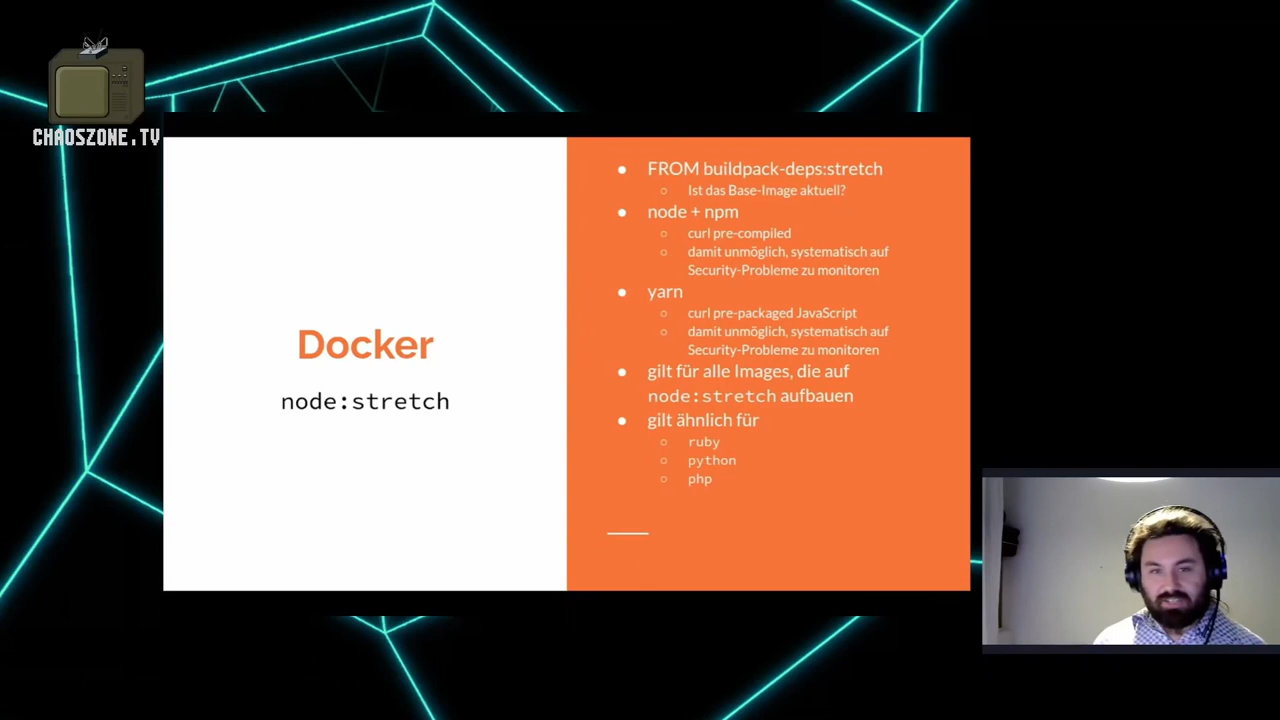 CHAOSZONE.TV
Docker
node:stretch
● FROM buildpack-deps:stretch
○ Ist das Base-Image aktuell?
● node + npm
○ curl pre-compiled
○ damit unmöglich, systematisch auf
Security-Probleme zu monitoren
● yarn
○ curl pre-packaged JavaScript
○ damit unmöglich, systematisch auf
Security-Probleme zu monitoren
● gilt für alle Images, die auf
node:stretch aufbauen
● gilt ähnlich für
○ ruby
○ python
○ php